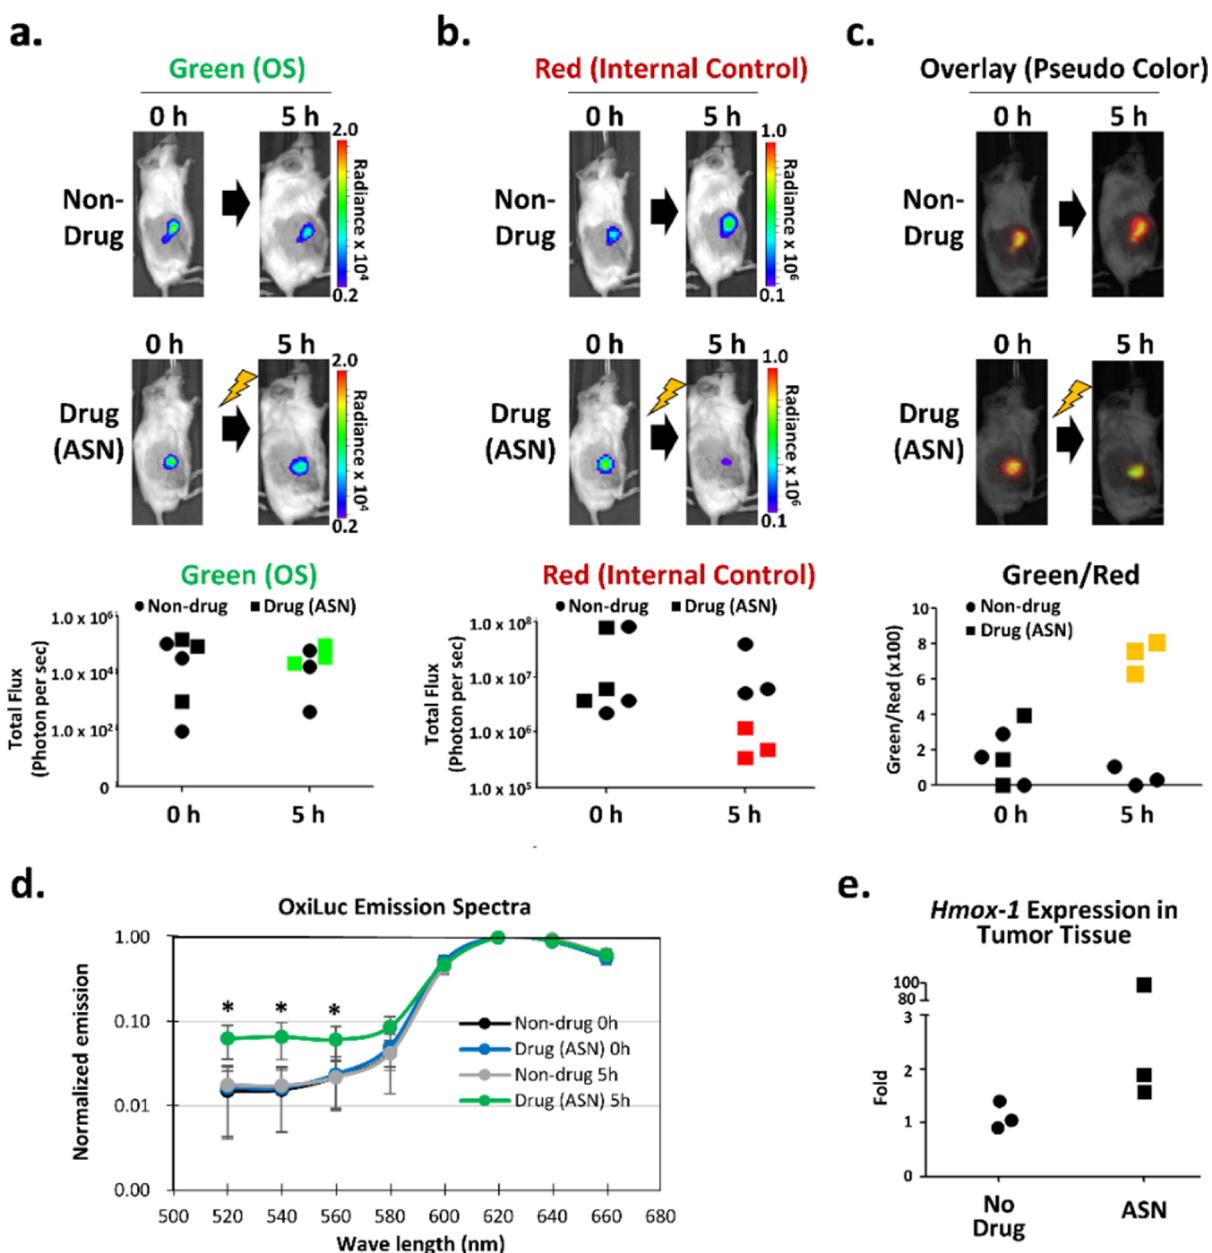 a.
Green (OS)
0 h
5 h
Non-
Drug
2.0
Radiance x 10⁴
0.2
0 h
5 h
Drug
(ASN)
2.0
Radiance x 10⁴
0.2
Green (OS)
Non-drug
Drug (ASN)
Total Flux
(Photon per sec)
1.0 x 10⁶
1.0 x 10⁴
1.0 x 10²
0
0 h
5 h
b.
Red (Internal Control)
0 h
5 h
Non-
Drug
1.0
Radiance x 10⁶
0.1
0 h
5 h
Drug
(ASN)
1.0
Radiance x 10⁶
0.1
Red (Internal Control)
Non-drug
Drug (ASN)
Total Flux
(Photon per sec)
1.0 x 10⁸
1.0 x 10⁷
1.0 x 10⁶
1.0 x 10⁵
0 h
5 h
c.
Overlay (Pseudo Color)
0 h
5 h
Non-
Drug
0 h
5 h
Drug
(ASN)
Green/Red
Non-drug
Drug (ASN)
Green/Red (x100)
10
8
6
4
2
0
0 h
5 h
d.
OxiLuc Emission Spectra
Normalized emission
1.00
0.10
0.01
0.00
* * *
Non-drug 0h
Drug (ASN) 0h
Non-drug 5h
Drug (ASN) 5h
500 520 540 560 580 600 620 640 660 680
Wave length (nm)
e.
Hmox-1 Expression in
Tumor Tissue
Fold
100
80
3
2
1
0
No
Drug
ASN